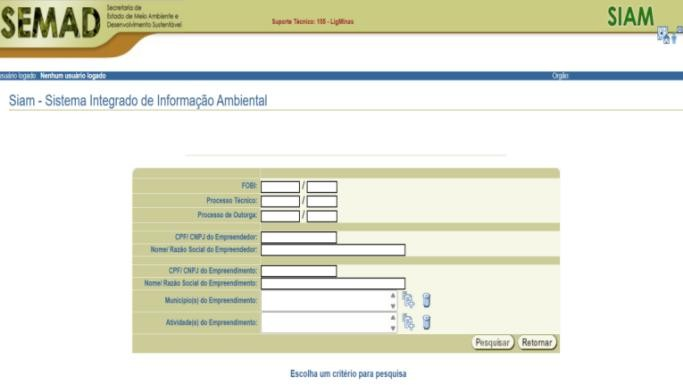 SEMAD
Secretaria de
Estado de Meio Ambiente e
Desenvolvimento Sustentável
Suporte Técnico: 155 - LigMinas
SIAM
usuário logado Nenhum usuário logado
Orgão:
Siam - Sistema Integrado de Informação Ambiental
FOBI: /
Processo Técnico: /
Processo de Outorga: /
CPF/ CNPJ do Empreendedor:
Nome/ Razão Social do Empreendedor:
CPF/ CNPJ do Empreendimento:
Nome/ Razão Social do Empreendimento:
Município(s) do Empreendimento:
Atividade(s) do Empreendimento:
Pesquisar Retornar
Escolha um critério para pesquisa